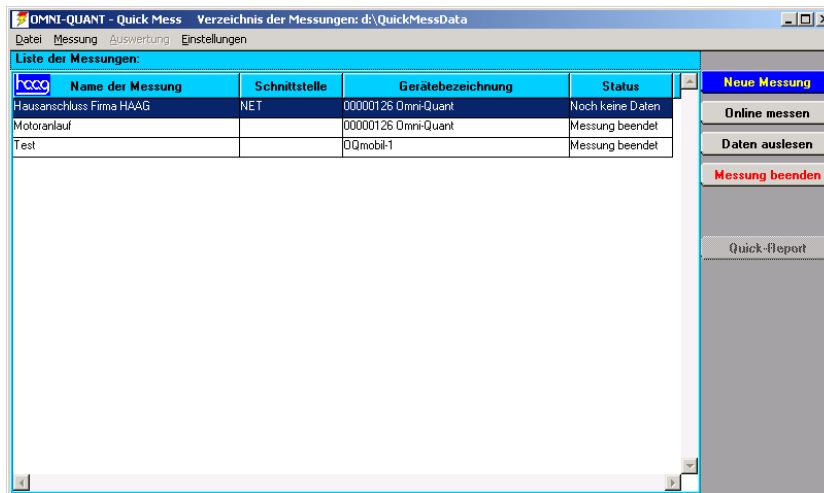 OMNI-QUANT - Quick Mess Verzeichnis der Messungen: d:\QuickMessData
Datei Messung Auswertung Einstellungen
Liste der Messungen:
haag Name der Messung Schnittstelle Gerätebezeichnung Status
Hausanschluss Firma HAAG NET 00000126 Omni-Quant Noch keine Daten
Motoranlauf 00000126 Omni-Quant Messung beendet
Test OQmobil-1 Messung beendet
Neue Messung
Online messen
Daten auslesen
Messung beenden
Quick-Report